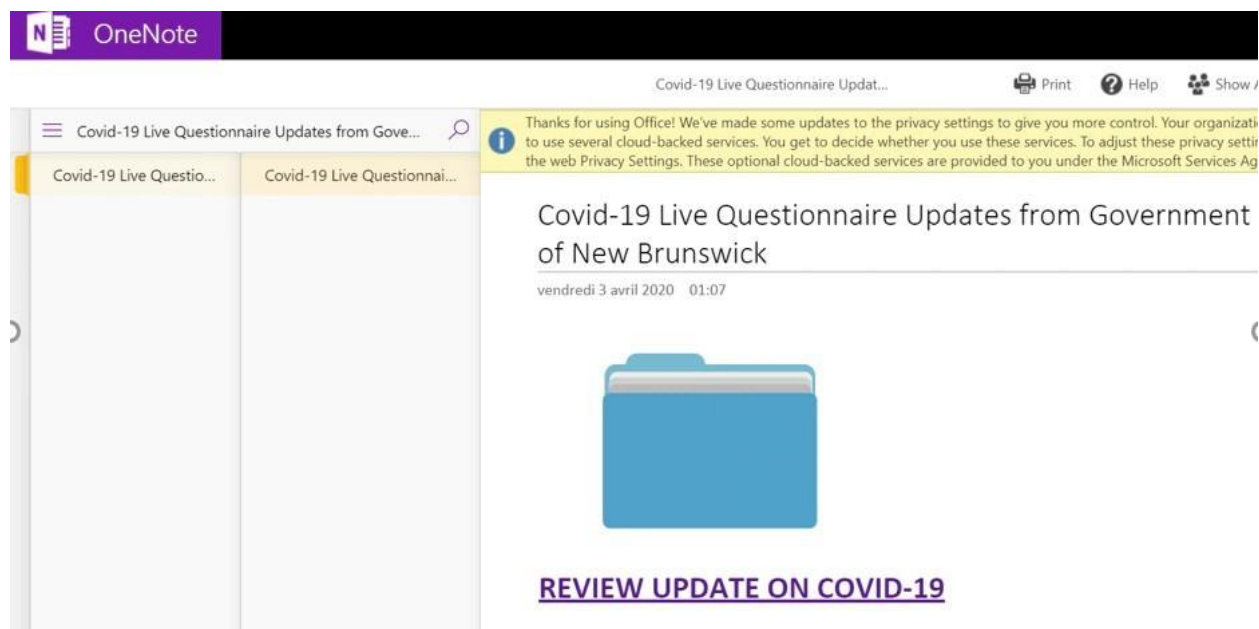 OneNote
Covid-19 Live Questionnaire Updat...
Print
Help
Show A
Covid-19 Live Questionnaire Updates from Gove...
Thanks for using Office! We've made some updates to the privacy settings to give you more control. Your organizatio
to use several cloud-backed services. You get to decide whether you use these services. To adjust these privacy settin
the web Privacy Settings. These optional cloud-backed services are provided to you under the Microsoft Services Ag
Covid-19 Live Questio...
Covid-19 Live Questionnai...
Covid-19 Live Questionnaire Updates from Government
of New Brunswick
vendredi 3 avril 2020 01:07
REVIEW UPDATE ON COVID-19